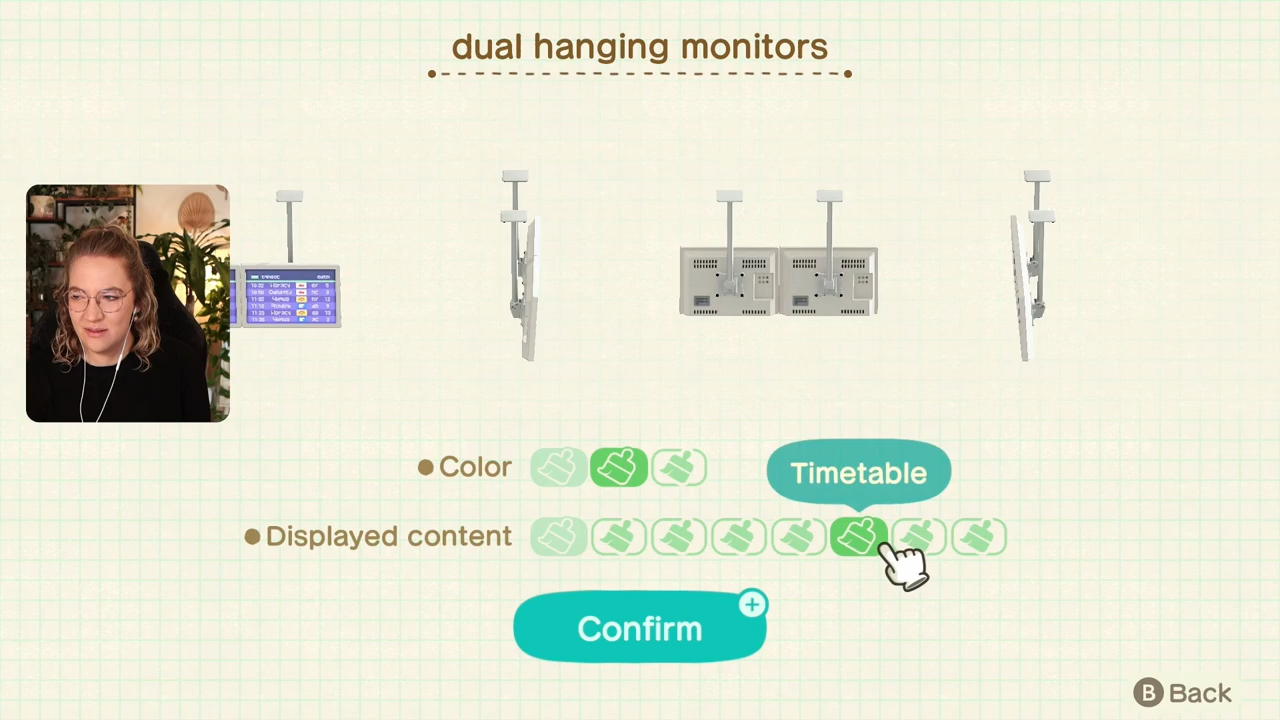 dual hanging monitors
Color
Timetable
Displayed content
Confirm
B Back